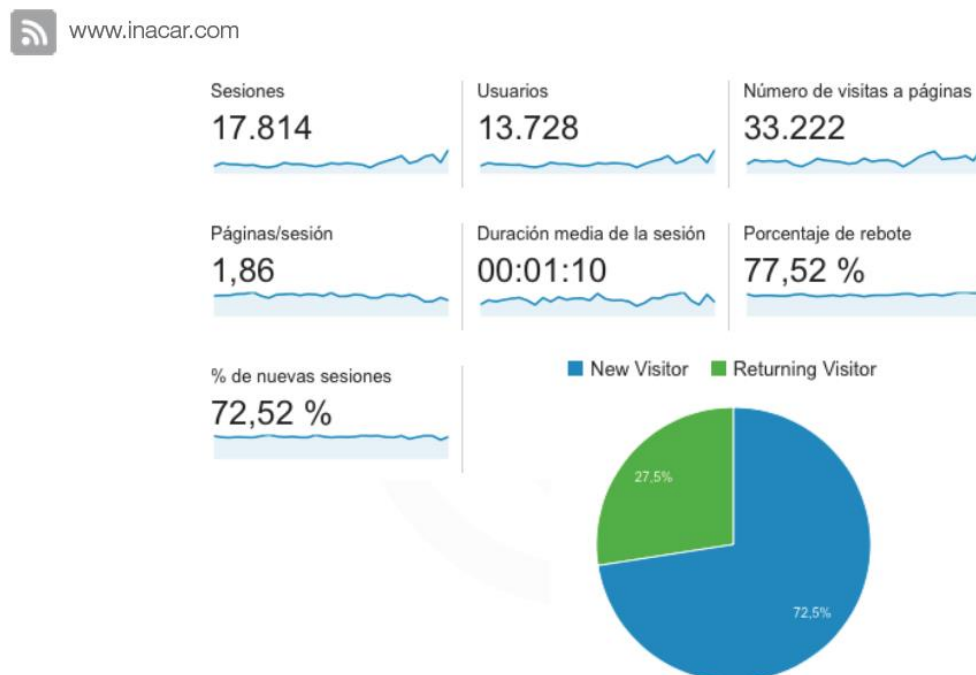 www.inacar.com
Sesiones
17.814
Usuarios
13.728
Número de visitas a páginas
33.222
Páginas/sesión
1,86
Duración media de la sesión
00:01:10
Porcentaje de rebote
77,52 %
% de nuevas sesiones
72,52 %
New Visitor
Returning Visitor
27,5%
72,5%